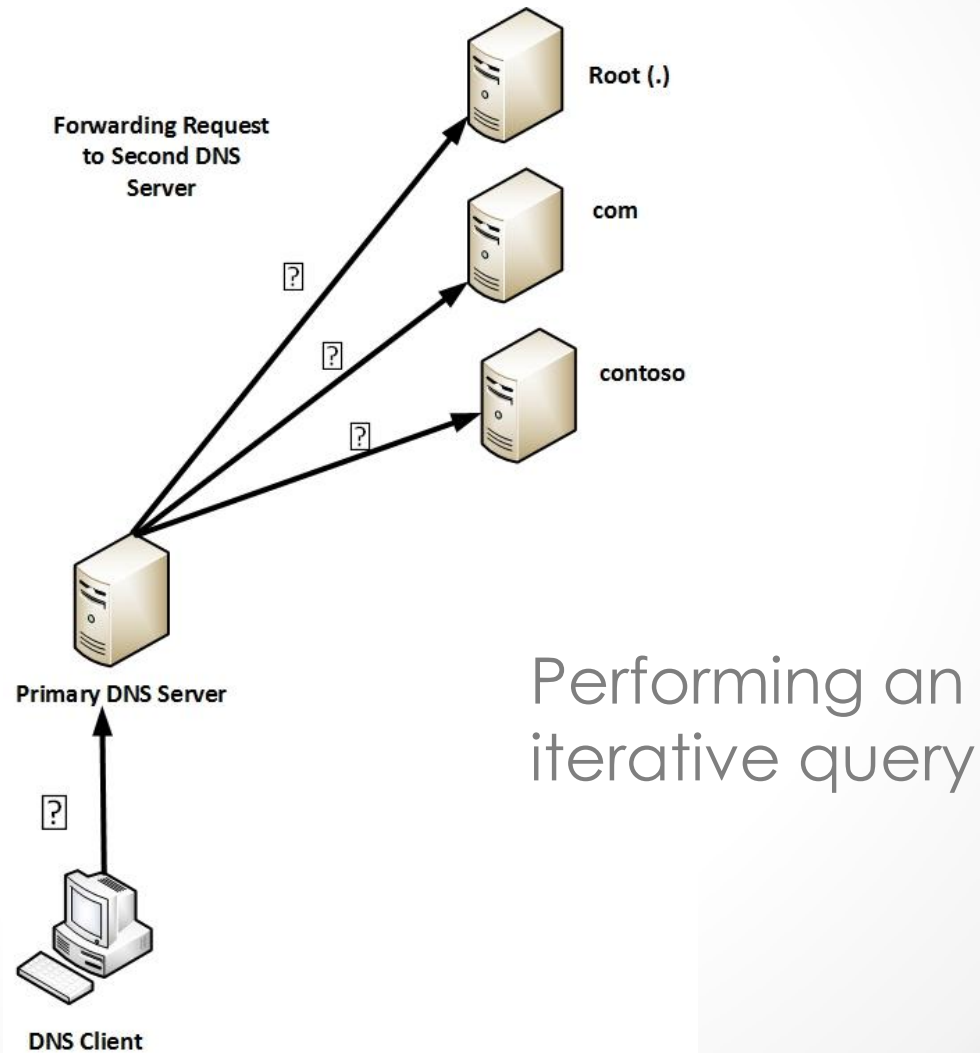 Root (.)
Forwarding Request
to Second DNS
Server
com
?
?
contoso
?
Primary DNS Server
Performing an
iterative query
?
DNS Client